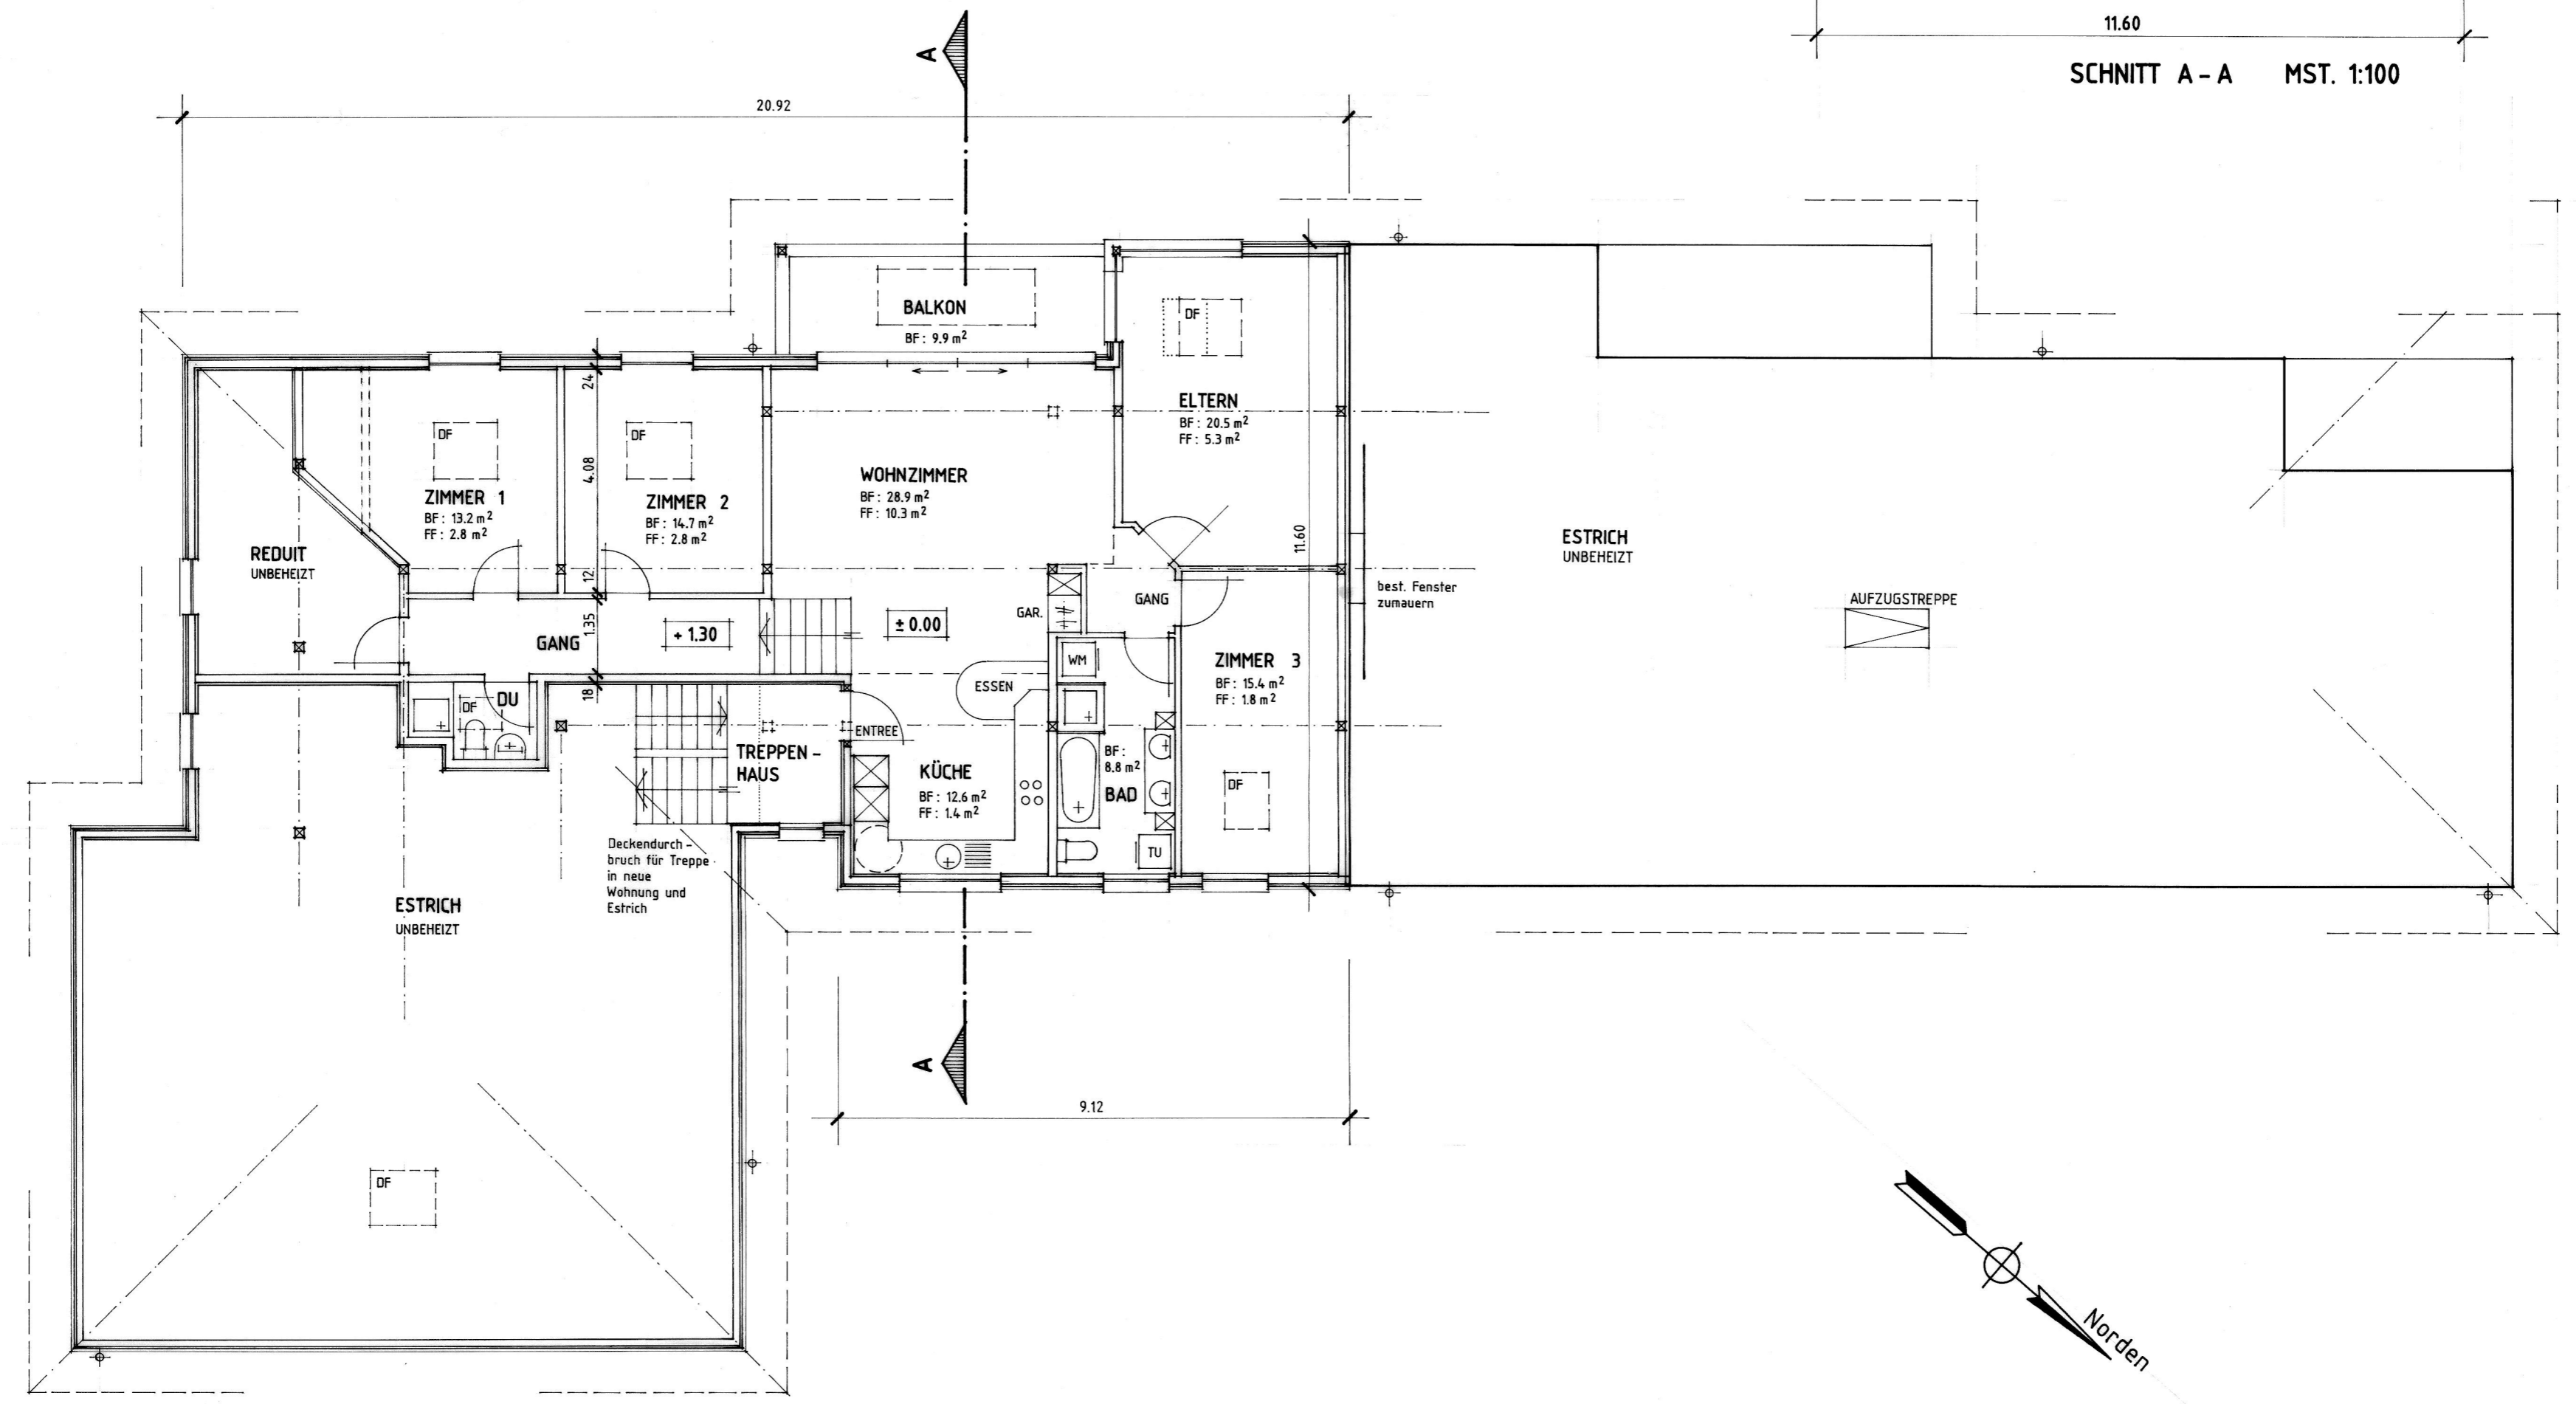 11.60
SCHNITT A - A MST. 1:100
A
20.92
BALKON
BF: 9.9 m²
DF
ELTERN
BF: 20.5 m²
FF: 5.3 m²
24
DF
DF
4.08
ZIMMER 1
BF: 13.2 m²
FF: 2.8 m²
ZIMMER 2
BF: 14.7 m²
FF: 2.8 m²
WOHNZIMMER
BF: 28.9 m²
FF: 10.3 m²
11.60
ESTRICH
UNBEHEIZT
REDUIT
UNBEHEIZT
12
best. Fenster
zumauern
GANG
GAR.
AUFZUGSTREPPE
1.35
GANG
+ 1.30
± 0.00
WM
ZIMMER 3
BF: 15.4 m²
FF: 1.8 m²
ESSEN
18
DF
DU
ENTREE
TREPPEN-
HAUS
KÜCHE
BF: 12.6 m²
FF: 1.4 m²
BF:
8.8 m²
BAD
DF
TU
Deckendurch-
bruch für Treppe
in neue
Wohnung und
Estrich
ESTRICH
UNBEHEIZT
A
9.12
DF
Norden